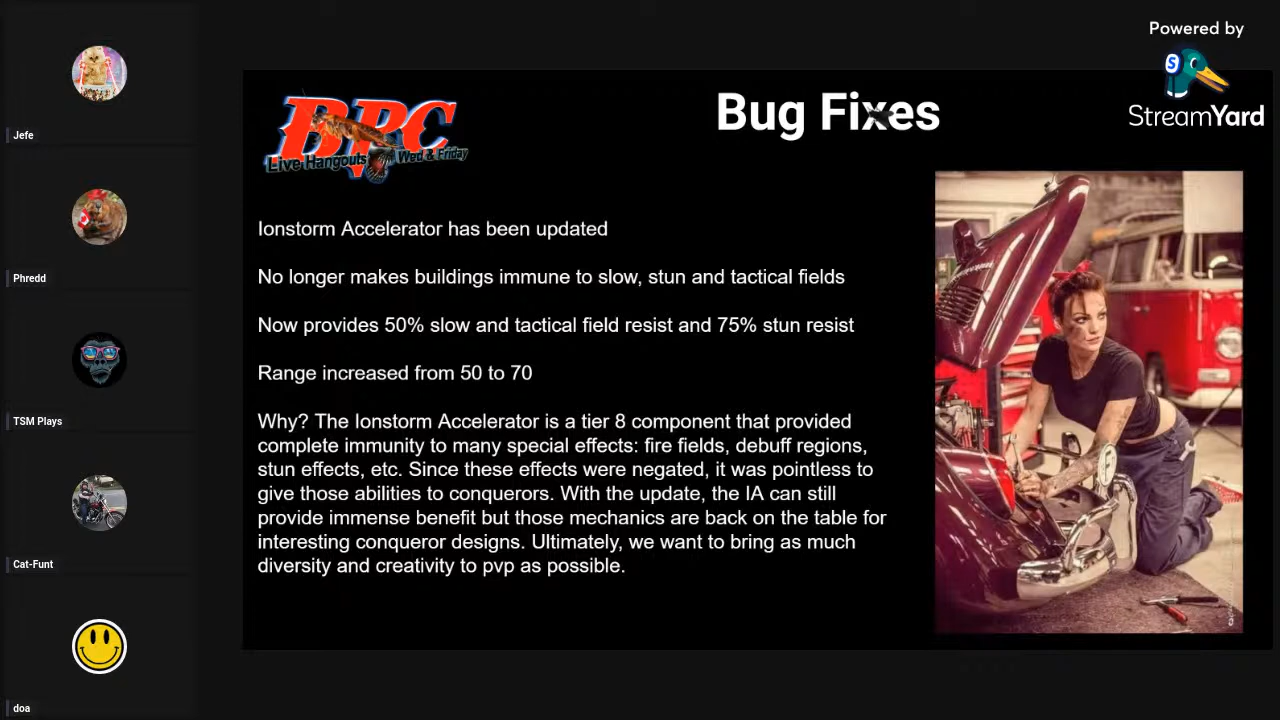 Powered by
StreamYard
Jefe
Phredd
TSM Plays
Cat-Funt
doa
BPC
Live Hangouts Wed & Friday
Bug Fixes
Ionstorm Accelerator has been updated
No longer makes buildings immune to slow, stun and tactical fields
Now provides 50% slow and tactical field resist and 75% stun resist
Range increased from 50 to 70
Why? The Ionstorm Accelerator is a tier 8 component that provided
complete immunity to many special effects: fire fields, debuff regions,
stun effects, etc. Since these effects were negated, it was pointless to
give those abilities to conquerors. With the update, the IA can still
provide immense benefit but those mechanics are back on the table for
interesting conqueror designs. Ultimately, we want to bring as much
diversity and creativity to pvp as possible.